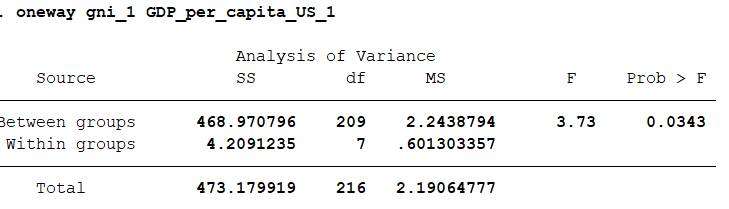 . oneway gni_1 GDP_per_capita_US_1
Analysis of Variance
Source SS df MS F Prob > F
Between groups 468.970796 209 2.2438794 3.73 0.0343
Within groups 4.2091235 7 .601303357
Total 473.179919 216 2.19064777